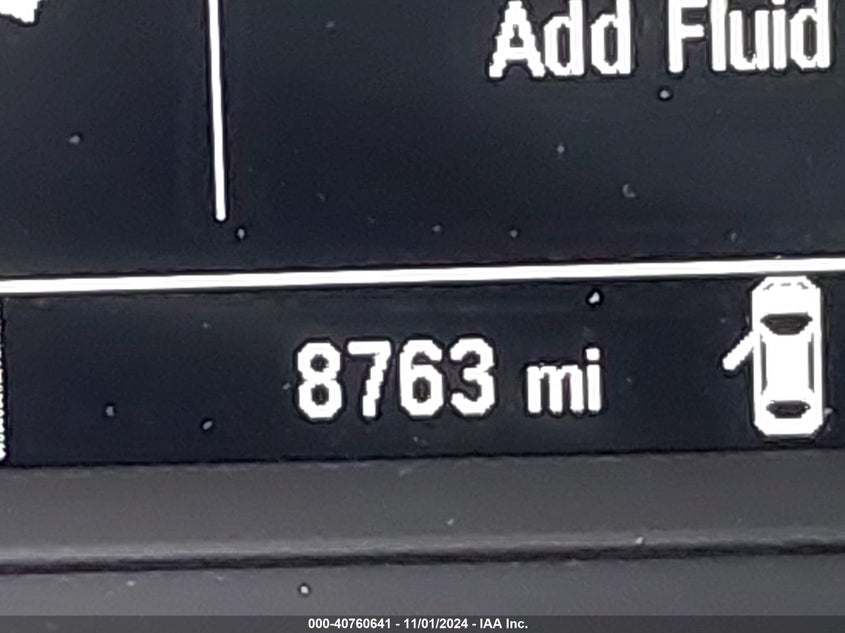 Add Fluid
8763 mi
000-40760641 - 11/01/2024 - IAA Inc.